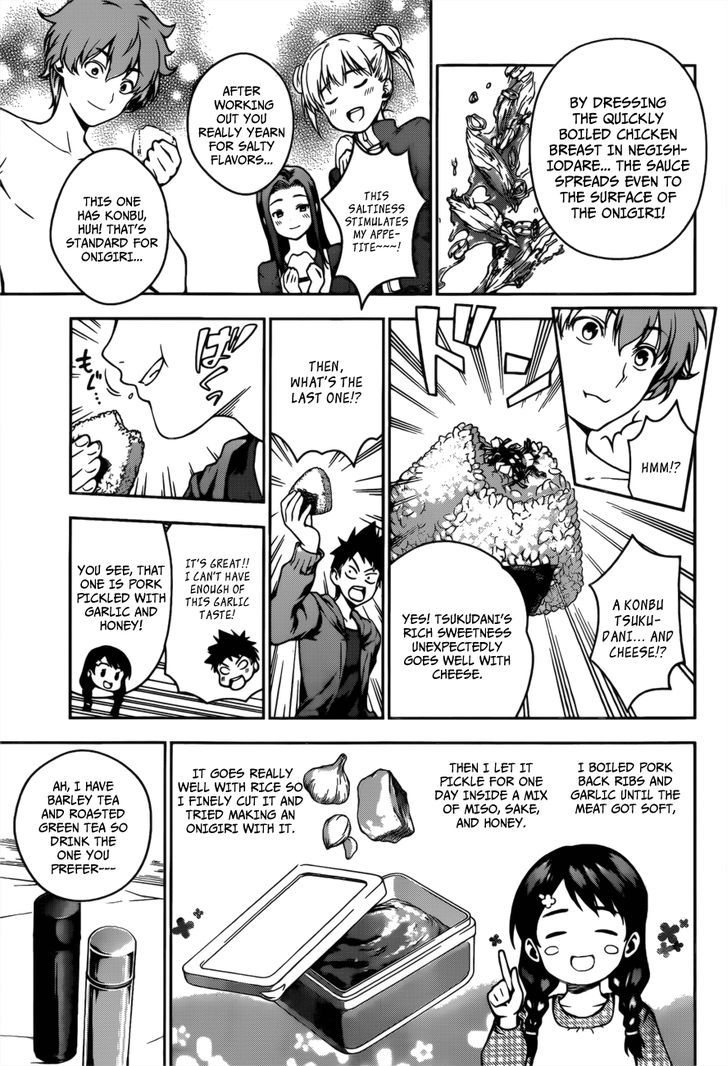 BY DRESSING
THE QUICKLY
BOILED CHICKEN
BREAST IN NEGISH-
IODARE... THE SAUCE
SPREADS EVEN TO
THE SURFACE OF
THE ONIGIRI!
AFTER
WORKING
OUT YOU
REALLY YEARN
FOR SALTY
FLAVORS...
THIS
SALTINESS
STIMULATES
MY APPE-
TITE~~~!
THIS ONE
HAS KONBU,
HUH! THAT'S
STANDARD FOR
ONIGIRI...
HMM!?
ドドン
A KONBU
TSUKU-
DANI... AND
CHEESE!?
YES! TSUKUDANI'S
RICH SWEETNESS
UNEXPECTEDLY
GOES WELL WITH
CHEESE.
THEN,
WHAT'S THE
LAST ONE!?
ばっ
もぐ…
IT'S GREAT!!
I CAN'T HAVE
ENOUGH OF
THIS GARLIC
TASTE!
YOU SEE, THAT
ONE IS PORK
PICKLED WITH
GARLIC AND
HONEY!
I BOILED PORK
BACK RIBS AND
GARLIC UNTIL THE
MEAT GOT SOFT,
THEN I LET IT
PICKLE FOR ONE
DAY INSIDE A MIX
OF MISO, SAKE,
AND HONEY.
IT GOES REALLY
WELL WITH RICE SO
I FINELY CUT IT AND
TRIED MAKING AN
ONIGIRI WITH IT.
AH, I HAVE
BARLEY TEA
AND ROASTED
GREEN TEA SO
DRINK THE
ONE YOU
PREFER~~~